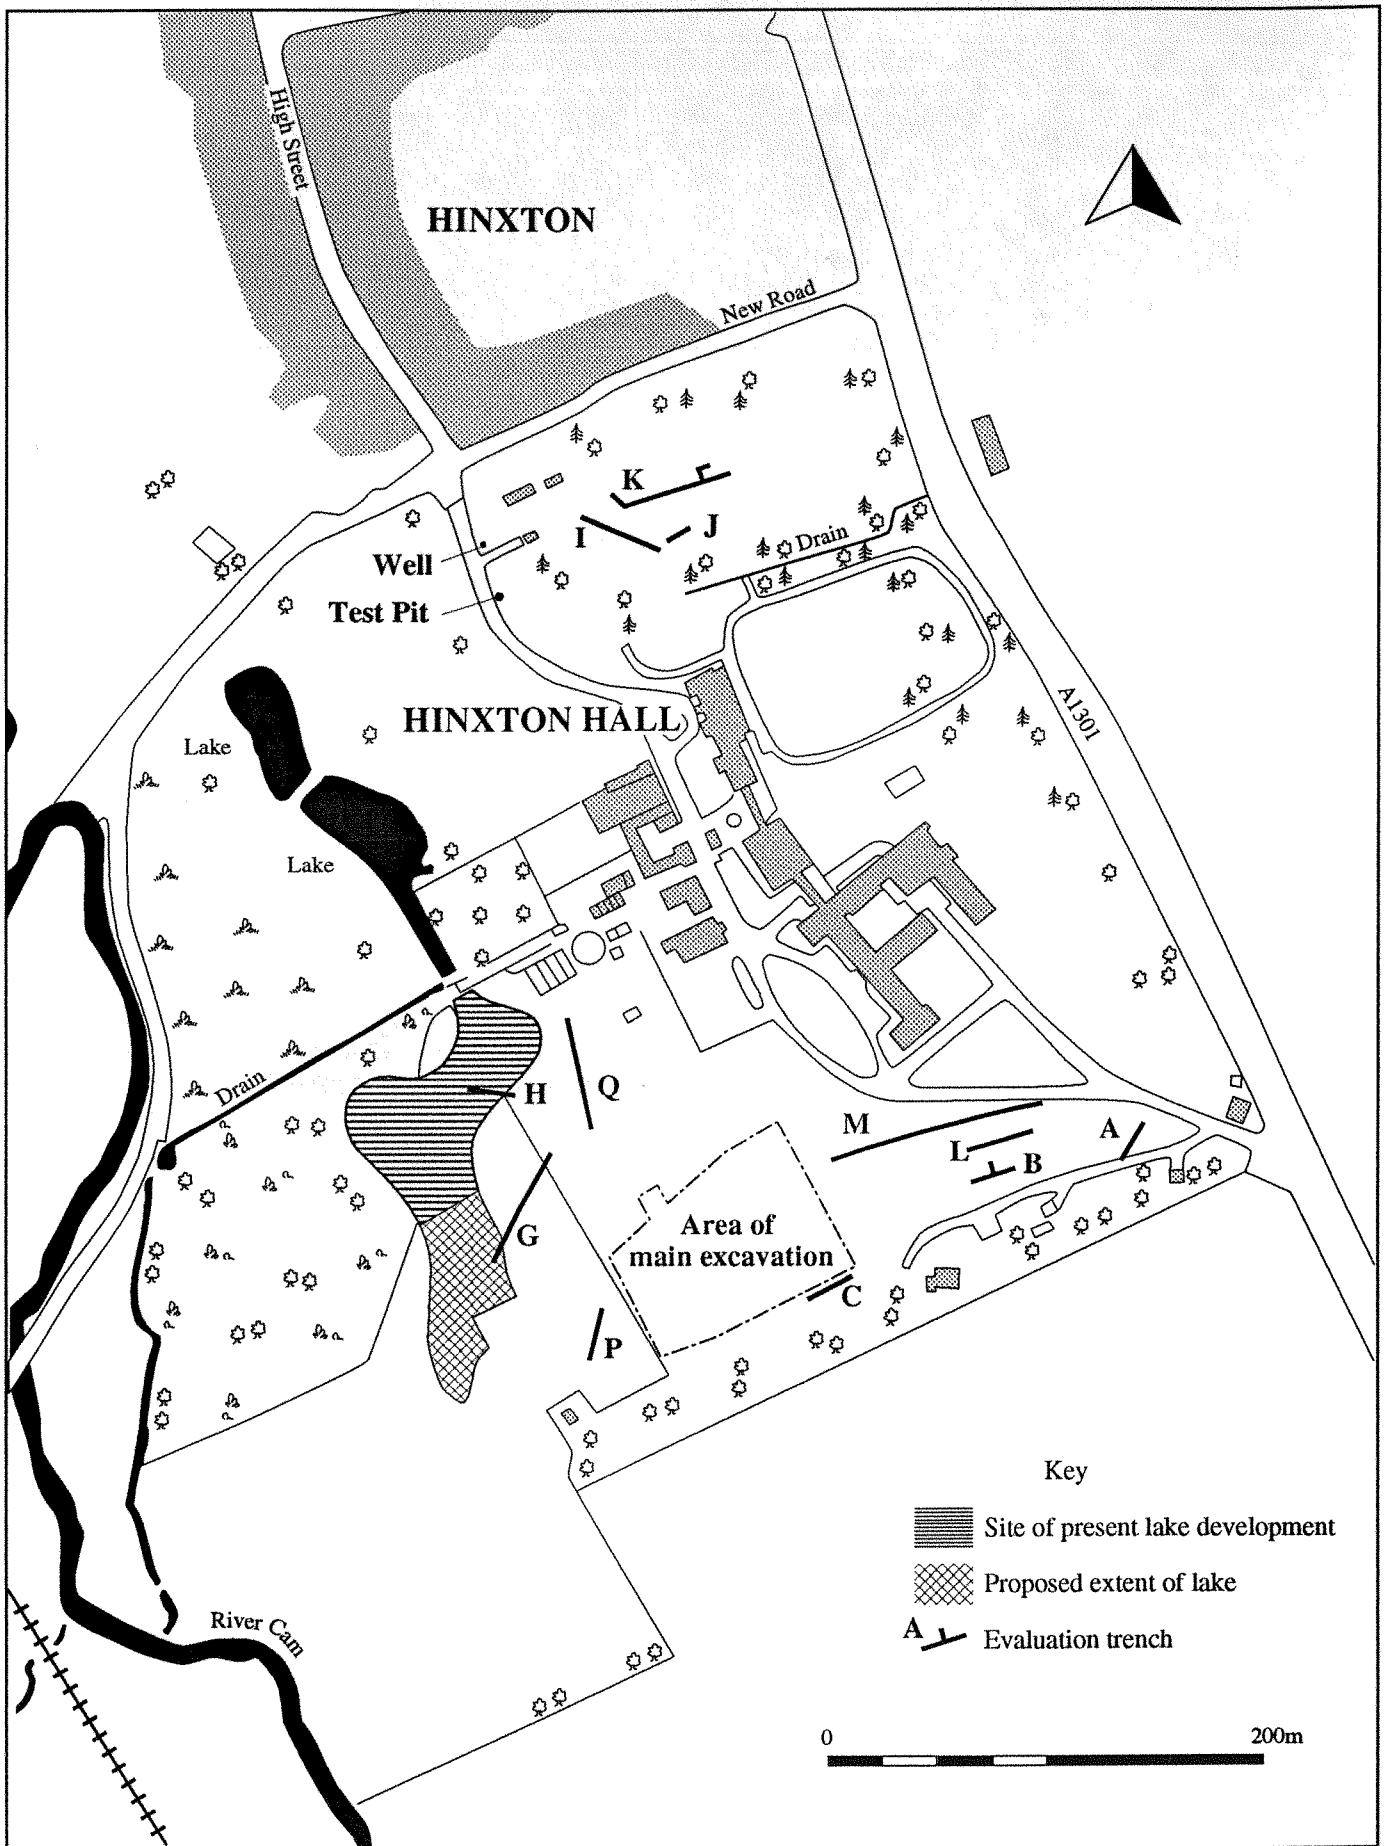 High Street
HINXTON
New Road
K
I
J
Drain
Well
Test Pit
HINXTON HALL
A1301
Lake
Lake
Drain
H
Q
M
A
L
B
G
Area of
main excavation
C
P
Key
Site of present lake development
Proposed extent of lake
A
Evaluation trench
River Cam
0
200m